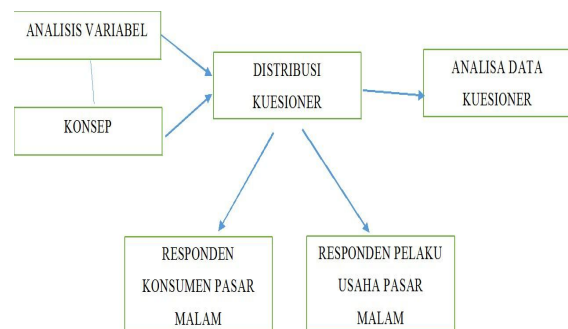 ANALISIS VARIABEL
KONSEP
DISTRIBUSI
KUESIONER
ANALISA DATA
KUESIONER
RESPONDEN
KONSUMEN PASAR
MALAM
RESPONDEN PELAKU
USAHA PASAR
MALAM